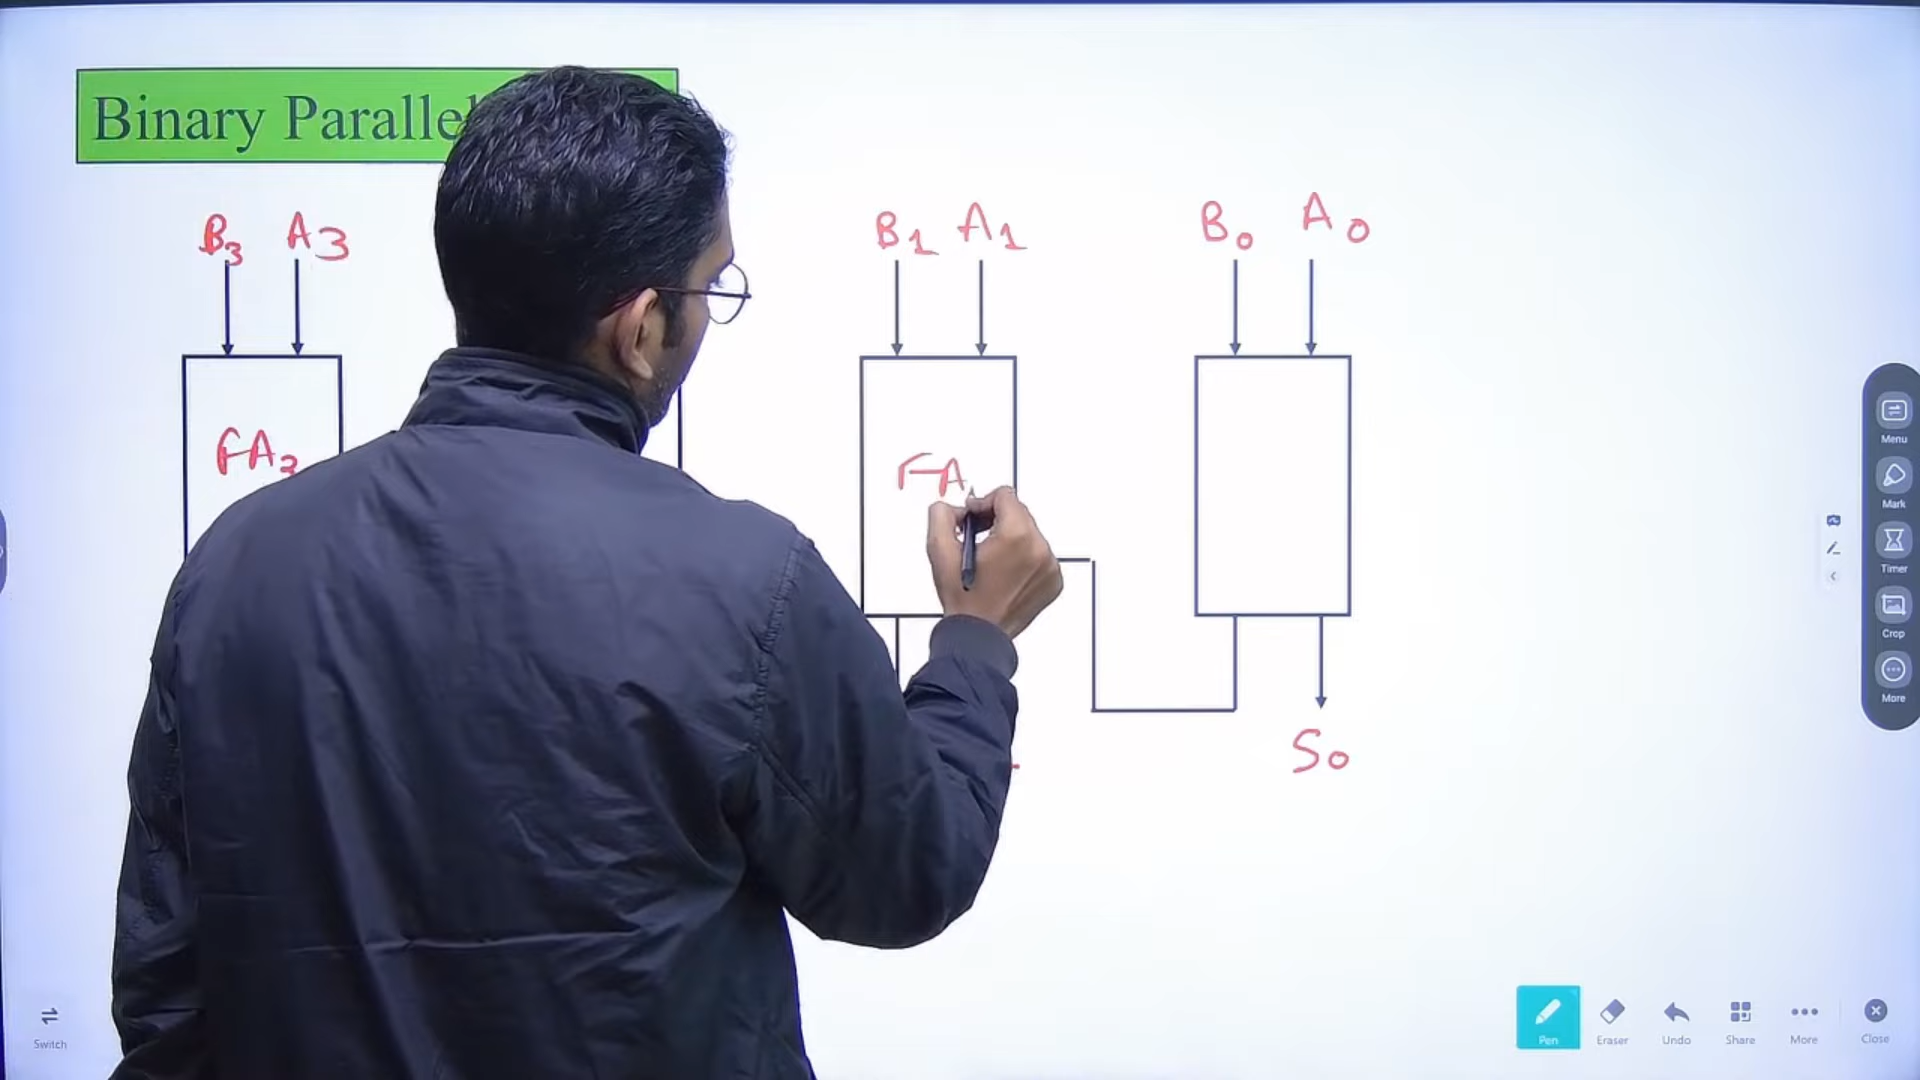 Binary Paralle
B3 A3 B1 A1 B0 A0
FA3 FA
S0
Menu
Mark
Timer
Crop
More
Switch
Pen Eraser Undo Share More Close